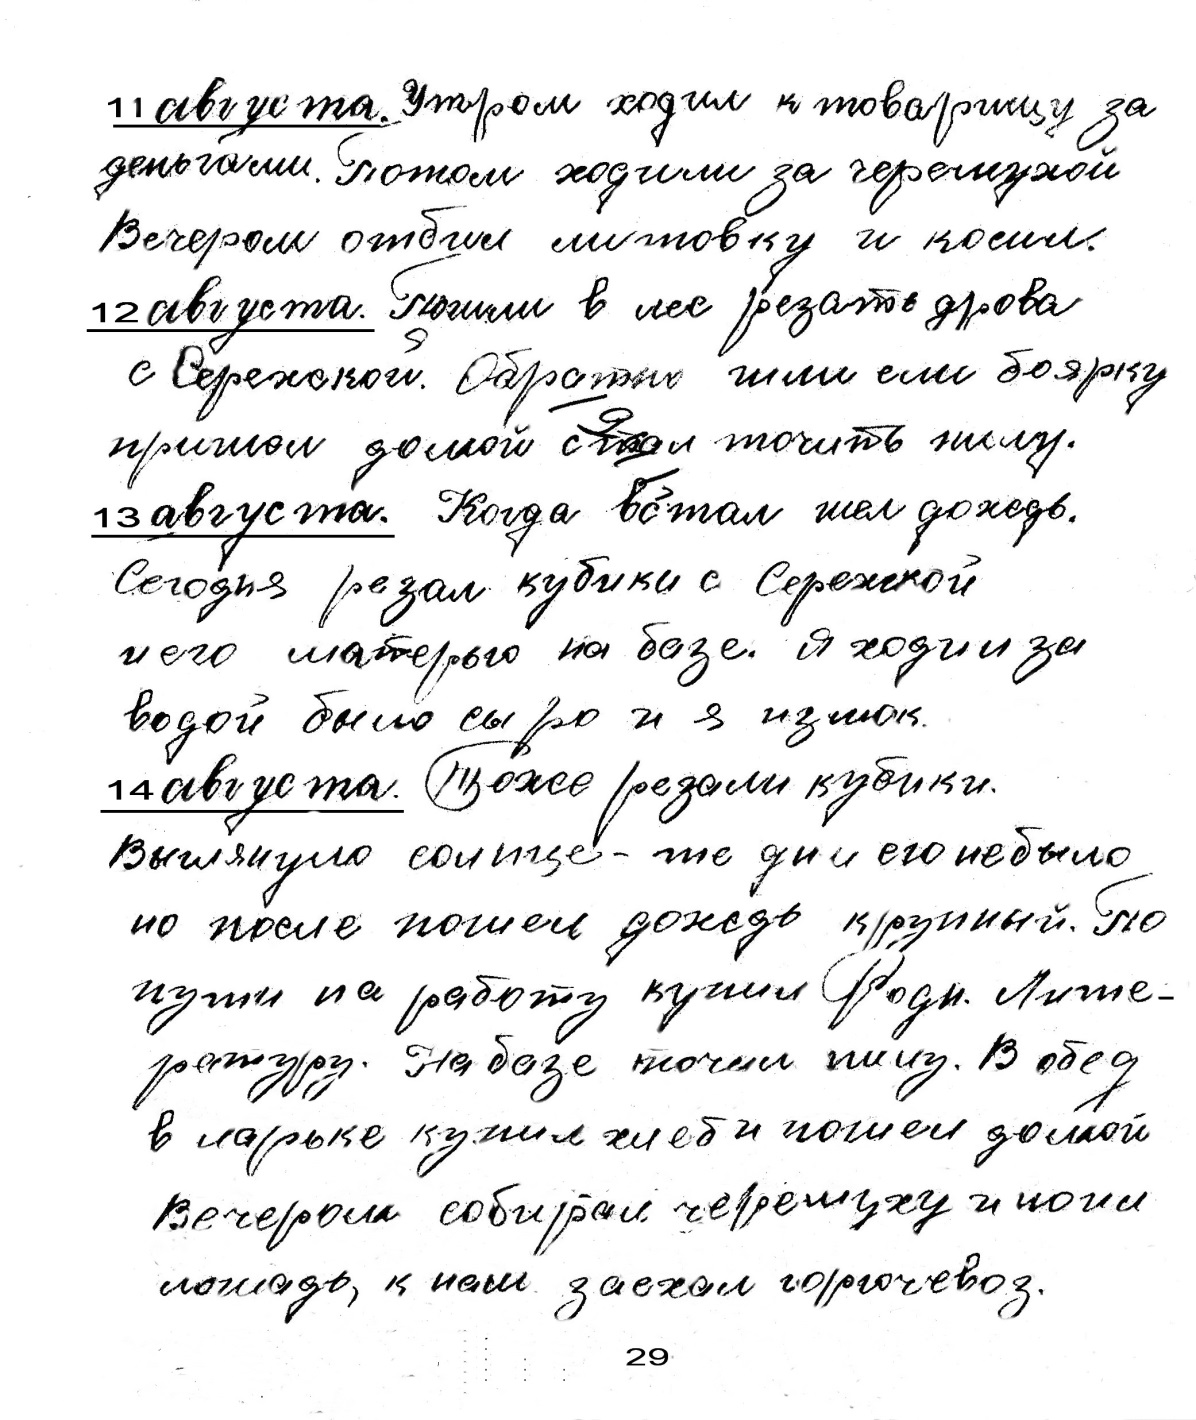 11 августа. Утром ходил к товарищу за
деньгами. Потом ходили за черемухой
Вечером отбил литовку и косил.
12 августа. Пошли в лес резать дрова
с Сережкой. Обратно шли ели боярку
пришол домой стал точить пилу.
13 августа. Когда встал шел дождь.
Сегодня резал кубики с Сережкой
и его матерью на базе. Я ходил за
водой было сыро и я измок.
14 августа. Тоже резали кубики.
Выглянуло солнце - те дни его небыло
но после пошел дождь крупный. По
пути на работу купил Родн. Лите-
ратуру. На базе точил пилу. В обед
в ларьке купил хлеб и пошел домой
Вечером собирал черемуху и поил
лошадь, к нам заехал горючевоз.
29